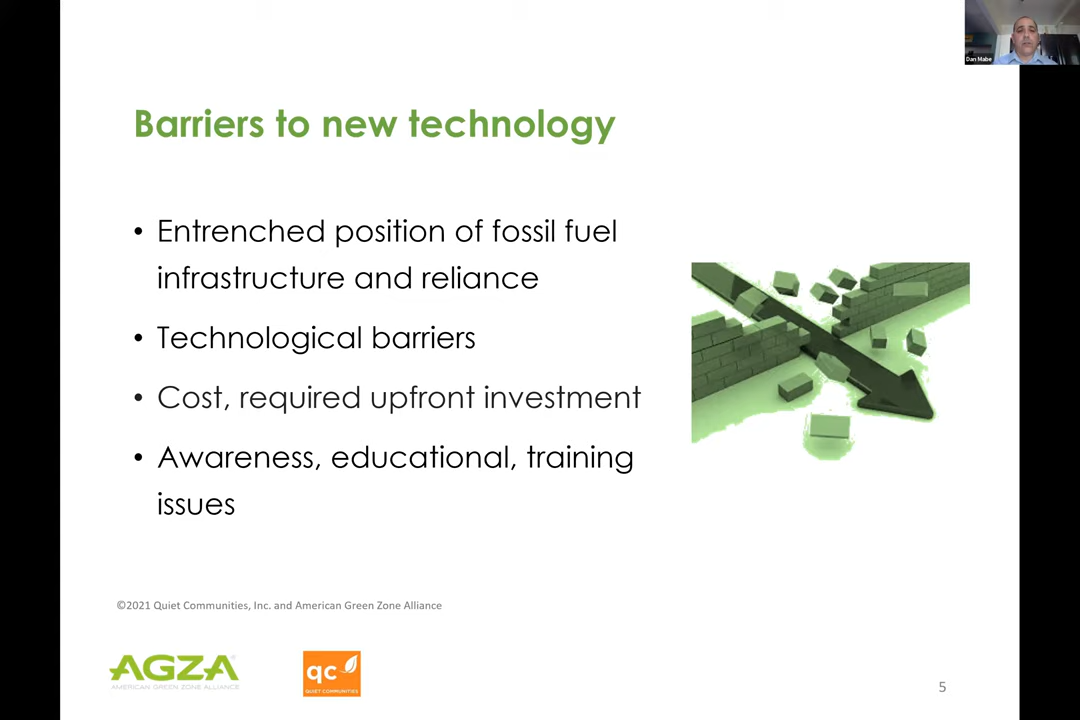 Dan Mabe
Barriers to new technology
• Entrenched position of fossil fuel
infrastructure and reliance
• Technological barriers
• Cost, required upfront investment
• Awareness, educational, training
issues
©2021 Quiet Communities, Inc. and American Green Zone Alliance
AGZA
AMERICAN GREEN ZONE ALLIANCE
qc
QUIET COMMUNITIES
5